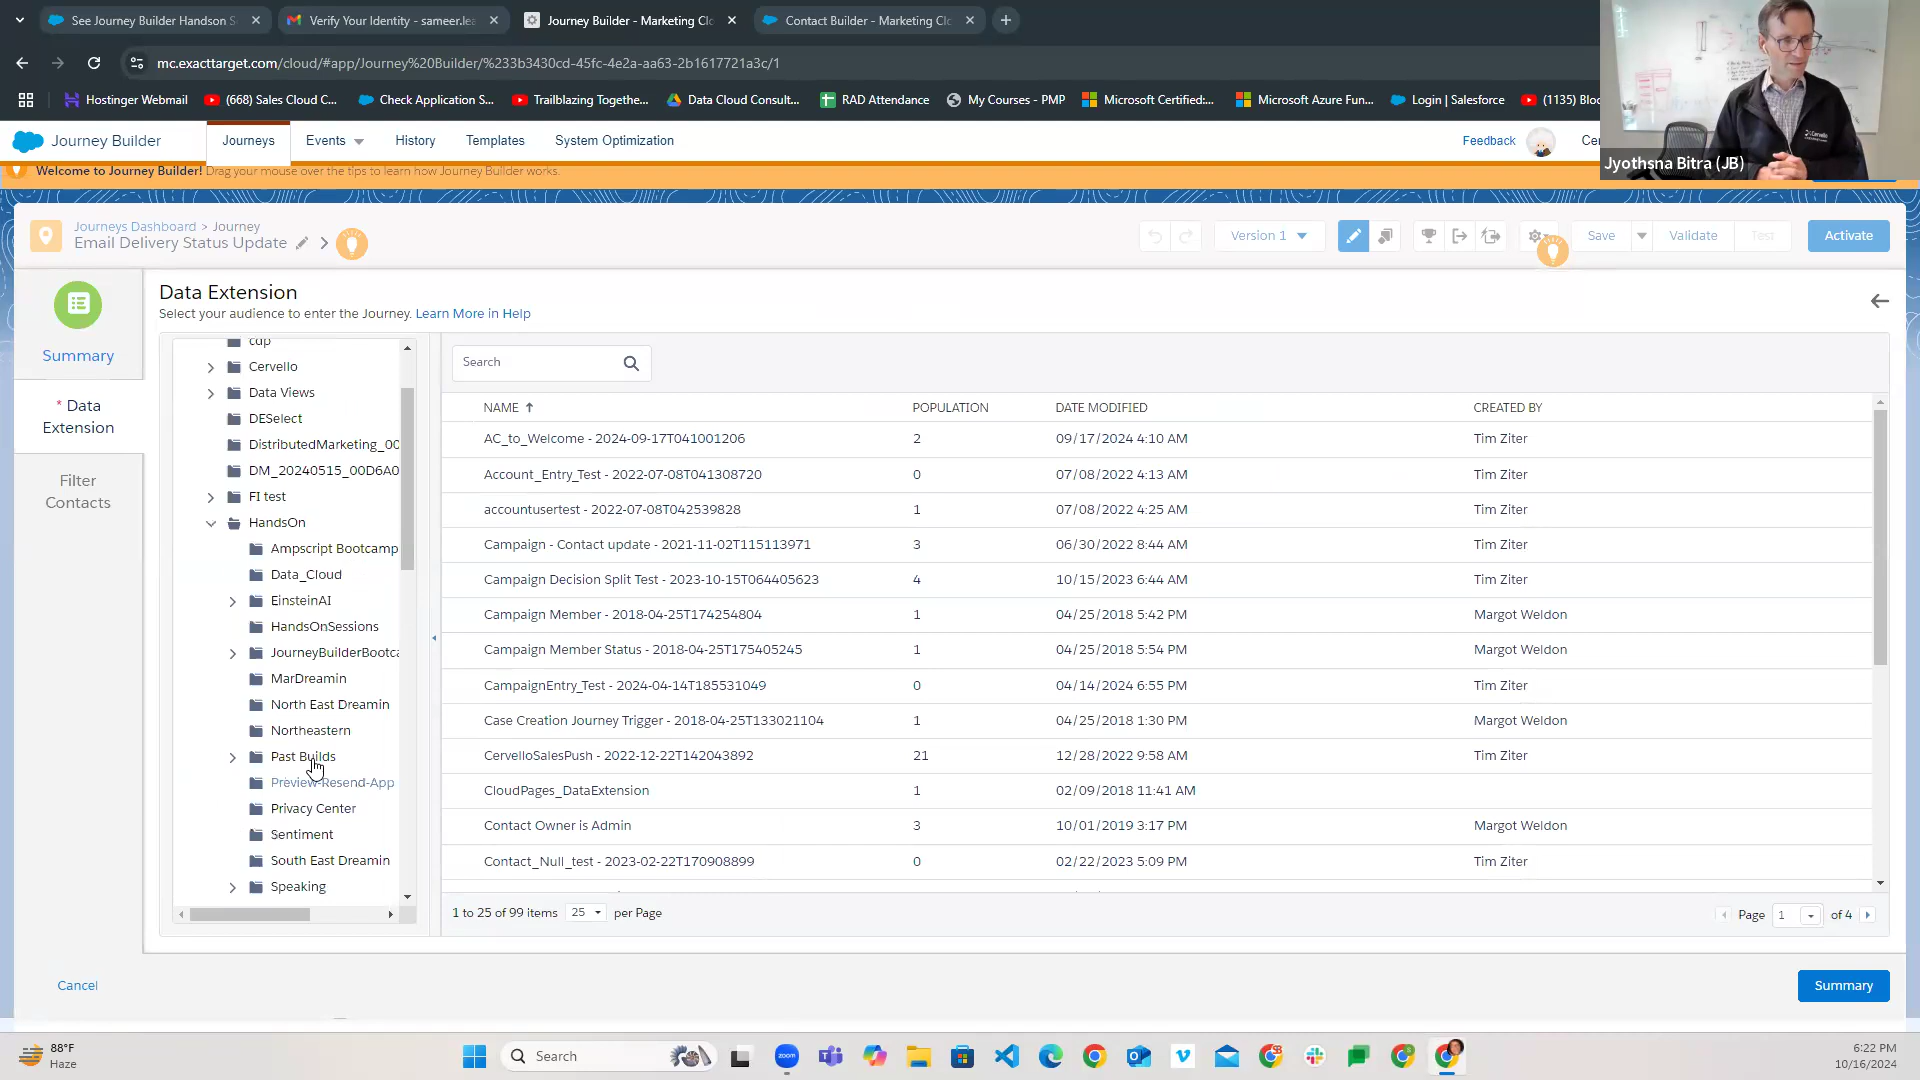 See Journey Builder Handson S
Verify Your Identity - sameer.lea
Journey Builder - Marketing Clo
Contact Builder - Marketing Clo
mc.exacttarget.com/cloud/#app/Journey%20Builder/%233b3430cd-45fc-4e2a-aa63-2b1617721a3c/1
Hostinger Webmail
(668) Sales Cloud C...
Check Application S...
Trailblazing Togethe...
Data Cloud Consult...
RAD Attendance
My Courses - PMP
Microsoft Certified:...
Microsoft Azure Fun...
Login | Salesforce
(1135) Bloc
Journey Builder
Journeys
Events
History
Templates
System Optimization
Feedback
Cer
Jyothsna Bitra (JB)
Welcome to Journey Builder! Drag your mouse over the tips to learn how Journey Builder works.
Journeys Dashboard > Journey
Email Delivery Status Update
Version 1
Save
Validate
Test
Activate
Summary
* Data Extension
Filter Contacts
Data Extension
Select your audience to enter the Journey. Learn More in Help
cdp
Cervello
Data Views
DESelect
DistributedMarketing_00
DM_20240515_00D6A0
FI test
HandsOn
Ampscript Bootcamp
Data_Cloud
EinsteinAI
HandsOnSessions
JourneyBuilderBootca
MarDreamin
North East Dreamin
Northeastern
Past Builds
Preview-Resend-App
Privacy Center
Sentiment
South East Dreamin
Speaking
Search
NAME POPULATION DATE MODIFIED CREATED BY
AC_to_Welcome - 2024-09-17T041001206 2 09/17/2024 4:10 AM Tim Ziter
Account_Entry_Test - 2022-07-08T041308720 0 07/08/2022 4:13 AM Tim Ziter
accountusertest - 2022-07-08T042539828 1 07/08/2022 4:25 AM Tim Ziter
Campaign - Contact update - 2021-11-02T115113971 3 06/30/2022 8:44 AM Tim Ziter
Campaign Decision Split Test - 2023-10-15T064405623 4 10/15/2023 6:44 AM Tim Ziter
Campaign Member - 2018-04-25T174254804 1 04/25/2018 5:42 PM Margot Weldon
Campaign Member Status - 2018-04-25T175405245 1 04/25/2018 5:54 PM Margot Weldon
CampaignEntry_Test - 2024-04-14T185531049 0 04/14/2024 6:55 PM Tim Ziter
Case Creation Journey Trigger - 2018-04-25T133021104 1 04/25/2018 1:30 PM Margot Weldon
CervelloSalesPush - 2022-12-22T142043892 21 12/28/2022 9:58 AM Tim Ziter
CloudPages_DataExtension 1 02/09/2018 11:41 AM
Contact Owner is Admin 3 10/01/2019 3:17 PM Margot Weldon
Contact_Null_test - 2023-02-22T170908899 0 02/22/2023 5:09 PM Tim Ziter
1 to 25 of 99 items 25 per Page
Page 1 of 4
Cancel
Summary
88°F
Haze
Search
6:22 PM
10/16/2024